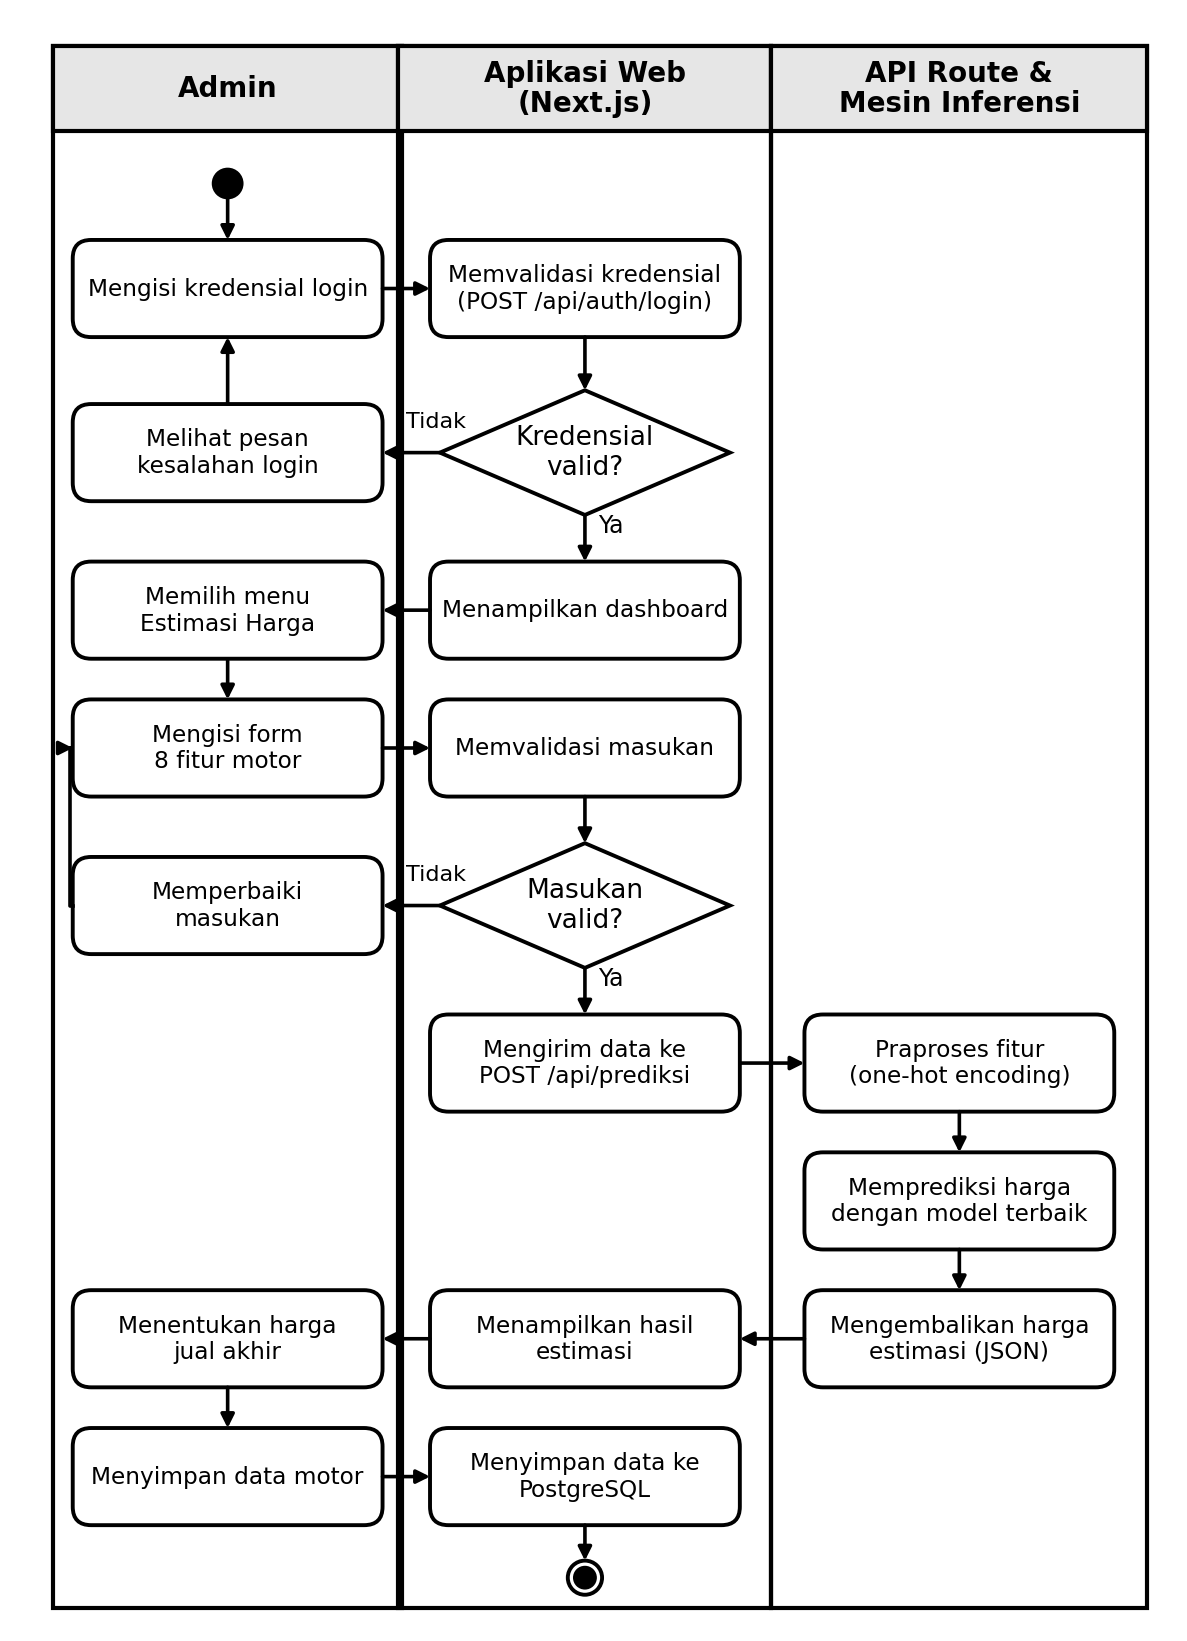 Admin
Aplikasi Web
(Next.js)
API Route &
Mesin Inferensi
Mengisi kredensial login
Memvalidasi kredensial
(POST /api/auth/login)
Melihat pesan
kesalahan login
Tidak
Kredensial
valid?
Ya
Memilih menu
Estimasi Harga
Menampilkan dashboard
Mengisi form
8 fitur motor
Memvalidasi masukan
Memperbaiki
masukan
Tidak
Masukan
valid?
Ya
Mengirim data ke
POST /api/prediksi
Praproses fitur
(one-hot encoding)
Memprediksi harga
dengan model terbaik
Menentukan harga
jual akhir
Menampilkan hasil
estimasi
Mengembalikan harga
estimasi (JSON)
Menyimpan data motor
Menyimpan data ke
PostgreSQL